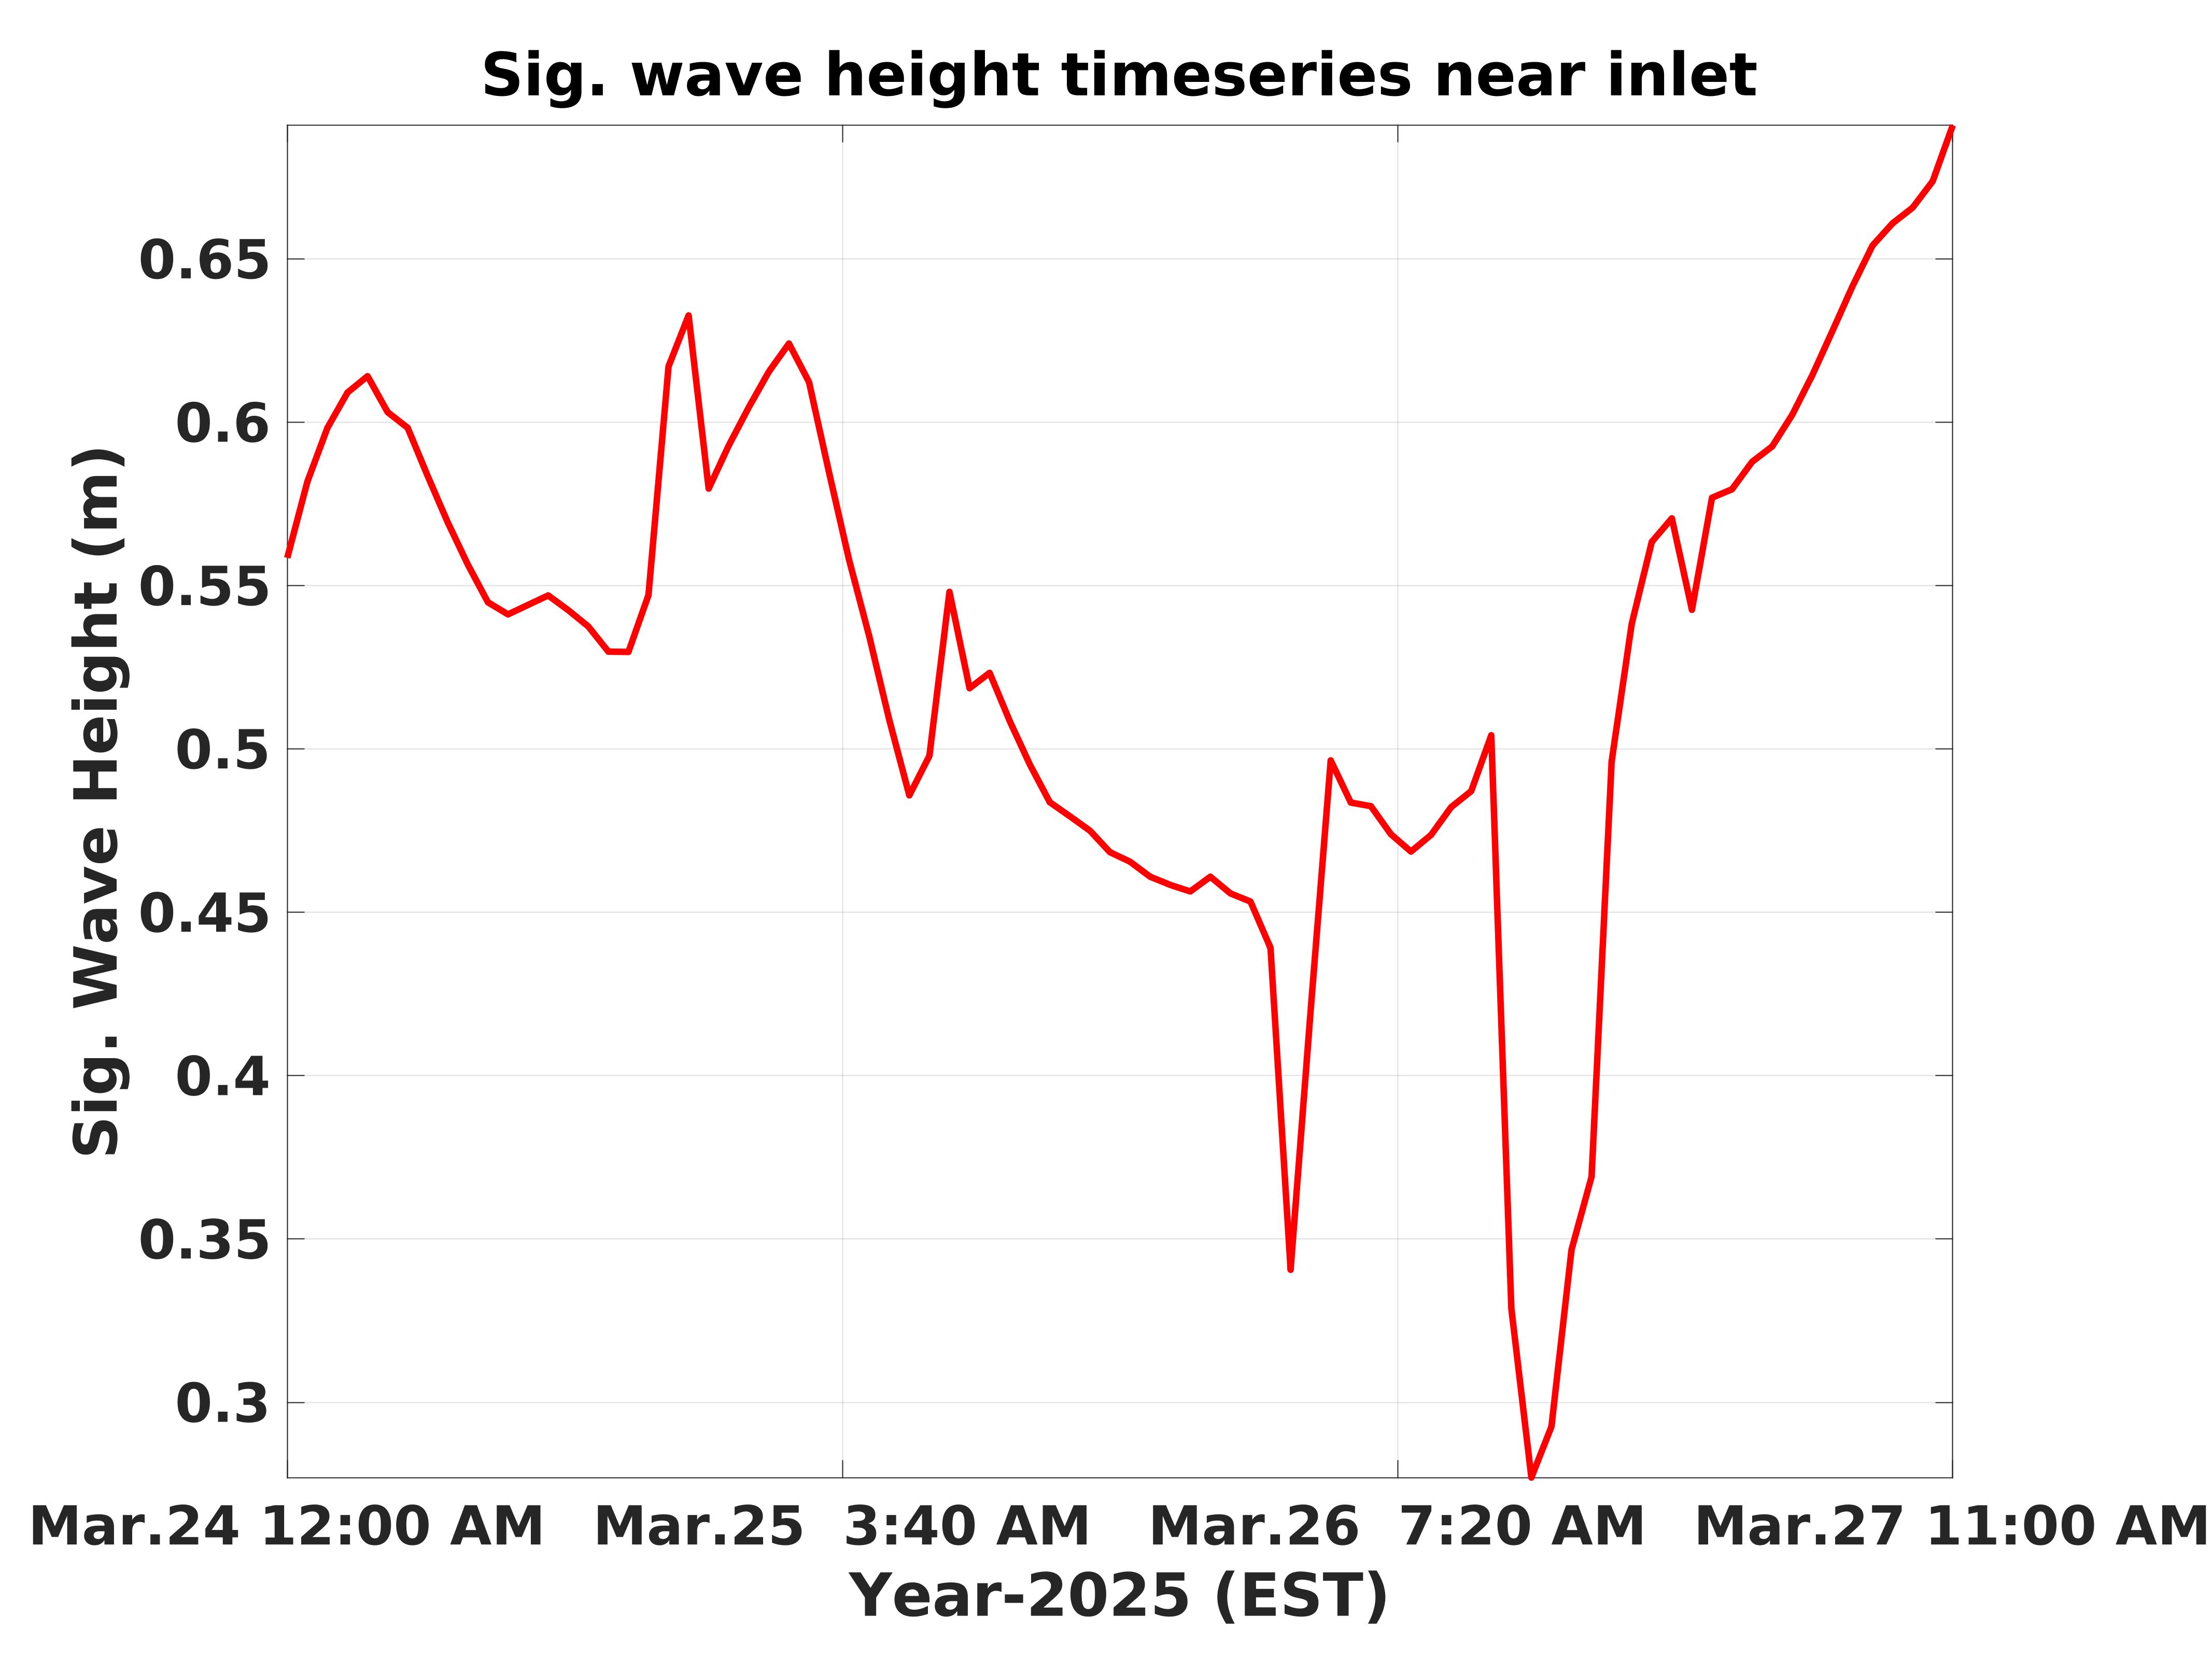 Sig. wave height timeseries near inlet
Sig. Wave Height (m)
0.65
0.6
0.55
0.5
0.45
0.4
0.35
0.3
Mar.24 12:00 AM Mar.25 3:40 AM Mar.26 7:20 AM Mar.27 11:00 AM
Year-2025 (EST)